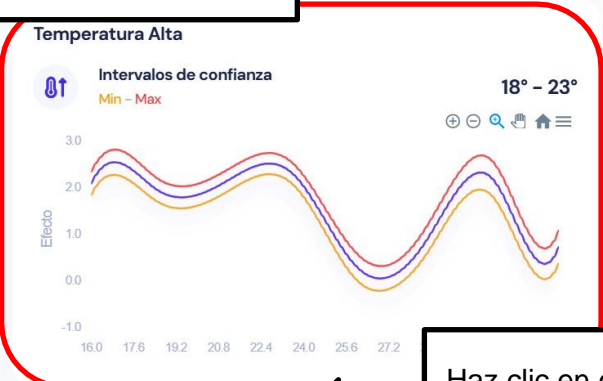 Temperatura Alta
Intervalos de confianza
Min - Max
18° - 23°
3.0
2.0
1.0
0.0
-1.0
Efecto
16.0 17.6 19.2 20.8 22.4 24.0 25.6 27.2
Haz clic en